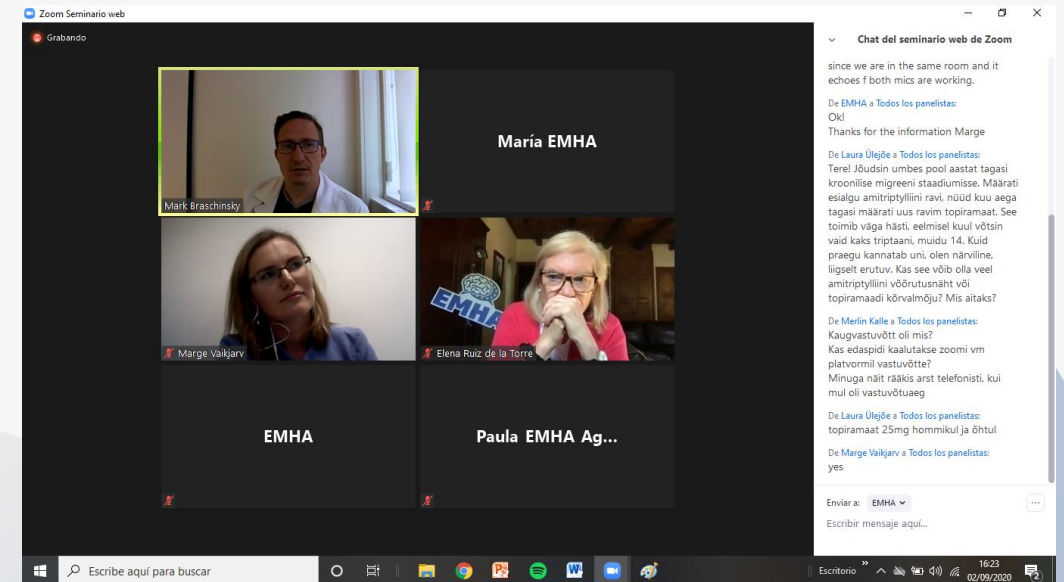 Zoom Seminario web
Grabando
Mark Braschinsky
María EMHA
Marge Vaikjarv
EMHA
Elena Ruiz de la Torre
EMHA
Paula EMHA Ag...
Chat del seminario web de Zoom
since we are in the same room and it
echoes f both mics are working.
De EMHA a Todos los panelistas:
Ok!
Thanks for the information Marge
De Laura Ülejõe a Todos los panelistas:
Tere! Jõudsin umbes pool aastat tagasi
kroonilise migreeni staadiumisse. Määrati
esialgu amitriptylliini ravi, nüüd kuu aega
tagasi määrati uus ravim topiramaat. See
toimib väga hästi, eelmisel kuul võtsin
vaid kaks triptaani, muidu 14. Kuid
praegu kannatab uni, olen närviline,
liigselt erutuv. Kas see võib olla veel
amitriptylliini võõrutusnäht või
topiramaadi kõrvalmõju? Mis aitaks?
De Merlin Kalle a Todos los panelistas:
Kaugvastuvõtt oli mis?
Kas edaspidi kaalutakse zoomi vm
platvormil vastuvõtte?
Minuga näit rääkis arst telefonisti, kui
mul oli vastuvõtuaeg
De Laura Ülejõe a Todos los panelistas:
topiramaat 25mg hommikul ja õhtul
De Marge Vaikjarv a Todos los panelistas:
yes
Enviar a: EMHA
Escribir mensaje aquí...
Escribe aquí para buscar
Escritorio
16:23
02/09/2020
2